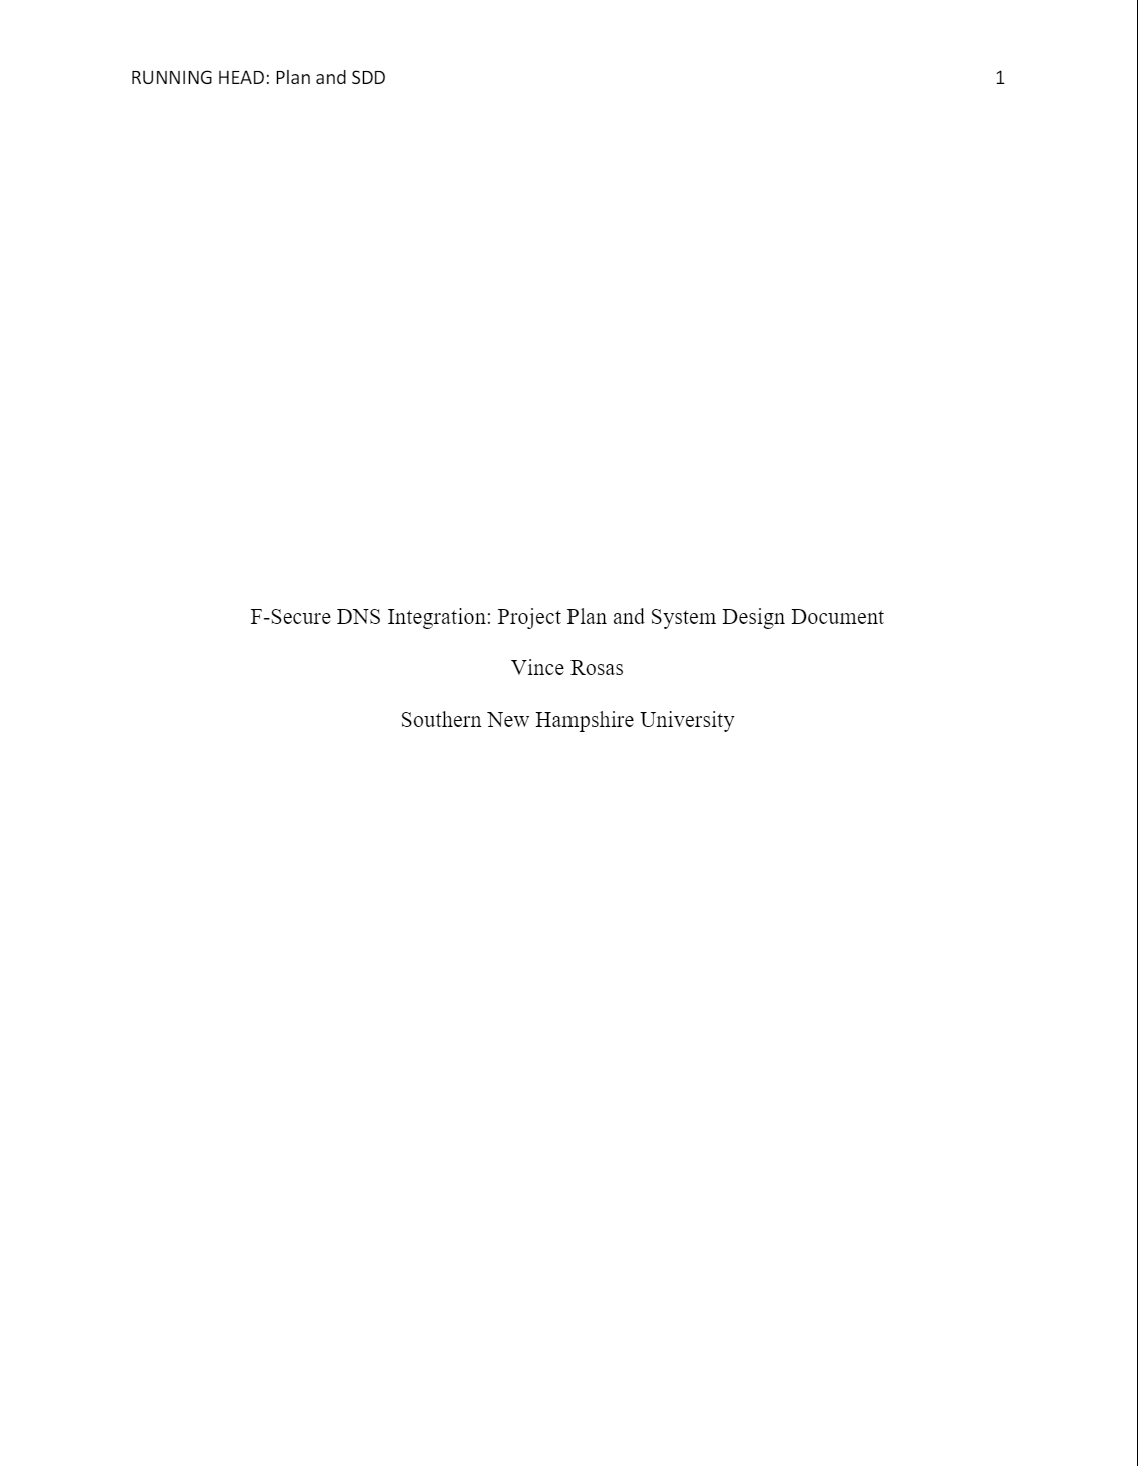 RUNNING HEAD: Plan and SDD 1
F-Secure DNS Integration: Project Plan and System Design Document
Vince Rosas
Southern New Hampshire University